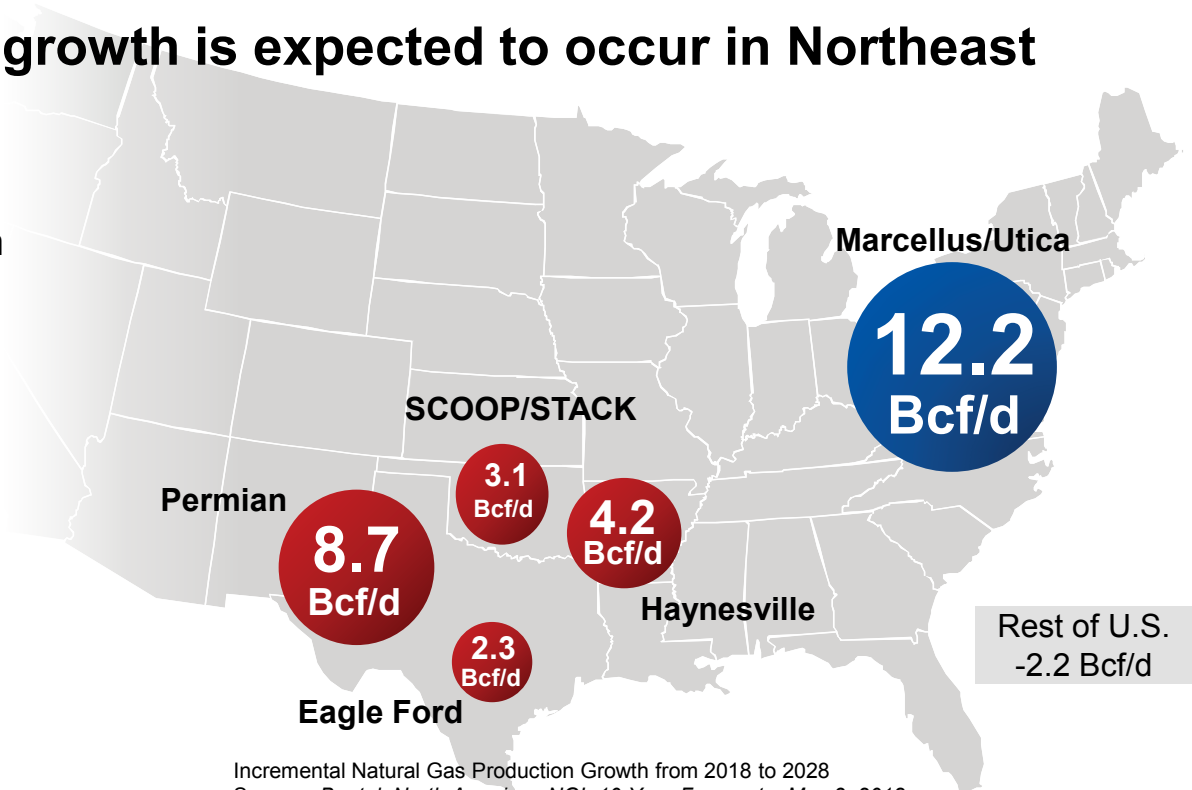 growth is expected to occur in Northeast
Marcellus/Utica
12.2
Bcf/d
SCOOP/STACK
3.1
Bcf/d
Permian
8.7
Bcf/d
4.2
Bcf/d
Haynesville
2.3
Bcf/d
Eagle Ford
Rest of U.S.
-2.2 Bcf/d
Incremental Natural Gas Production Growth from 2018 to 2028